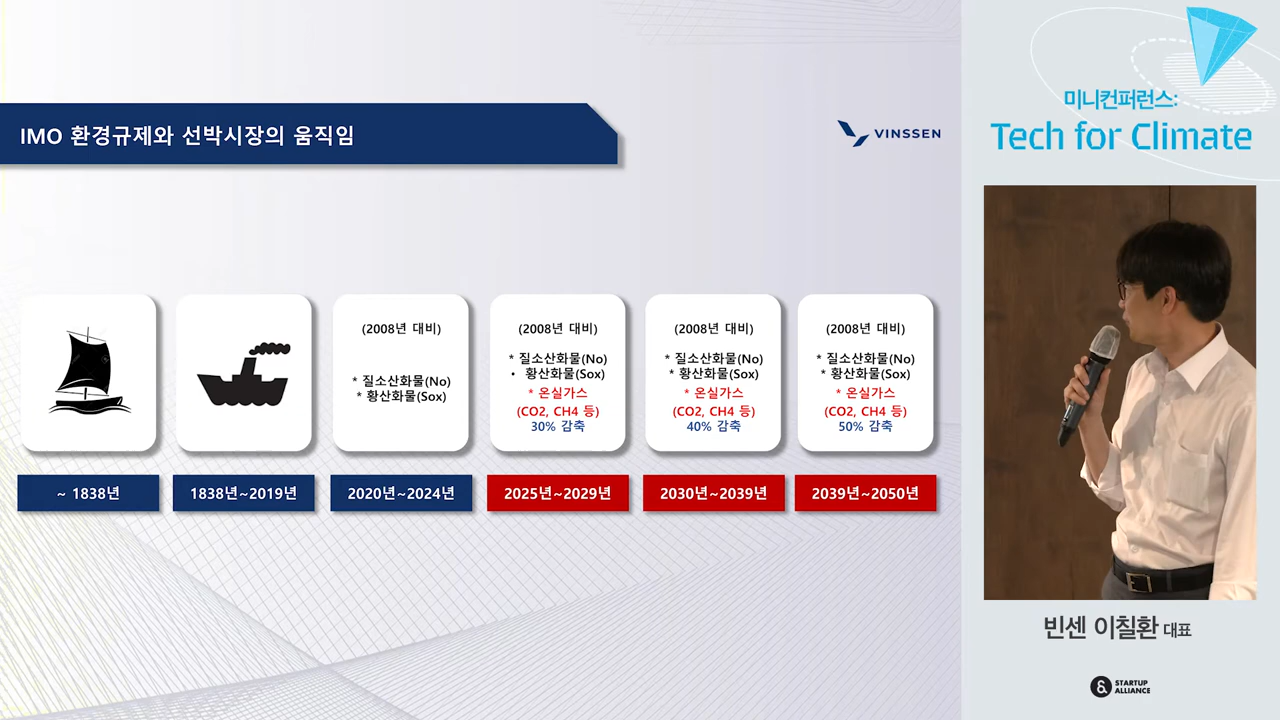 IMO 환경규제와 선박시장의 움직임
VINSSEN
(2008년 대비)
* 질소산화물(No)
* 황산화물(Sox)
(2008년 대비)
* 질소산화물(No)
• 황산화물(Sox)
* 온실가스
(CO2, CH4 등)
30% 감축
(2008년 대비)
* 질소산화물(No)
* 황산화물(Sox)
* 온실가스
(CO2, CH4 등)
40% 감축
(2008년 대비)
* 질소산화물(No)
* 황산화물(Sox)
* 온실가스
(CO2, CH4 등)
50% 감축
~ 1838년
1838년~2019년
2020년~2024년
2025년~2029년
2030년~2039년
2039년~2050년
미니컨퍼런스:
Tech for Climate
빈센 이칠환 대표
&
STARTUP
ALLIANCE